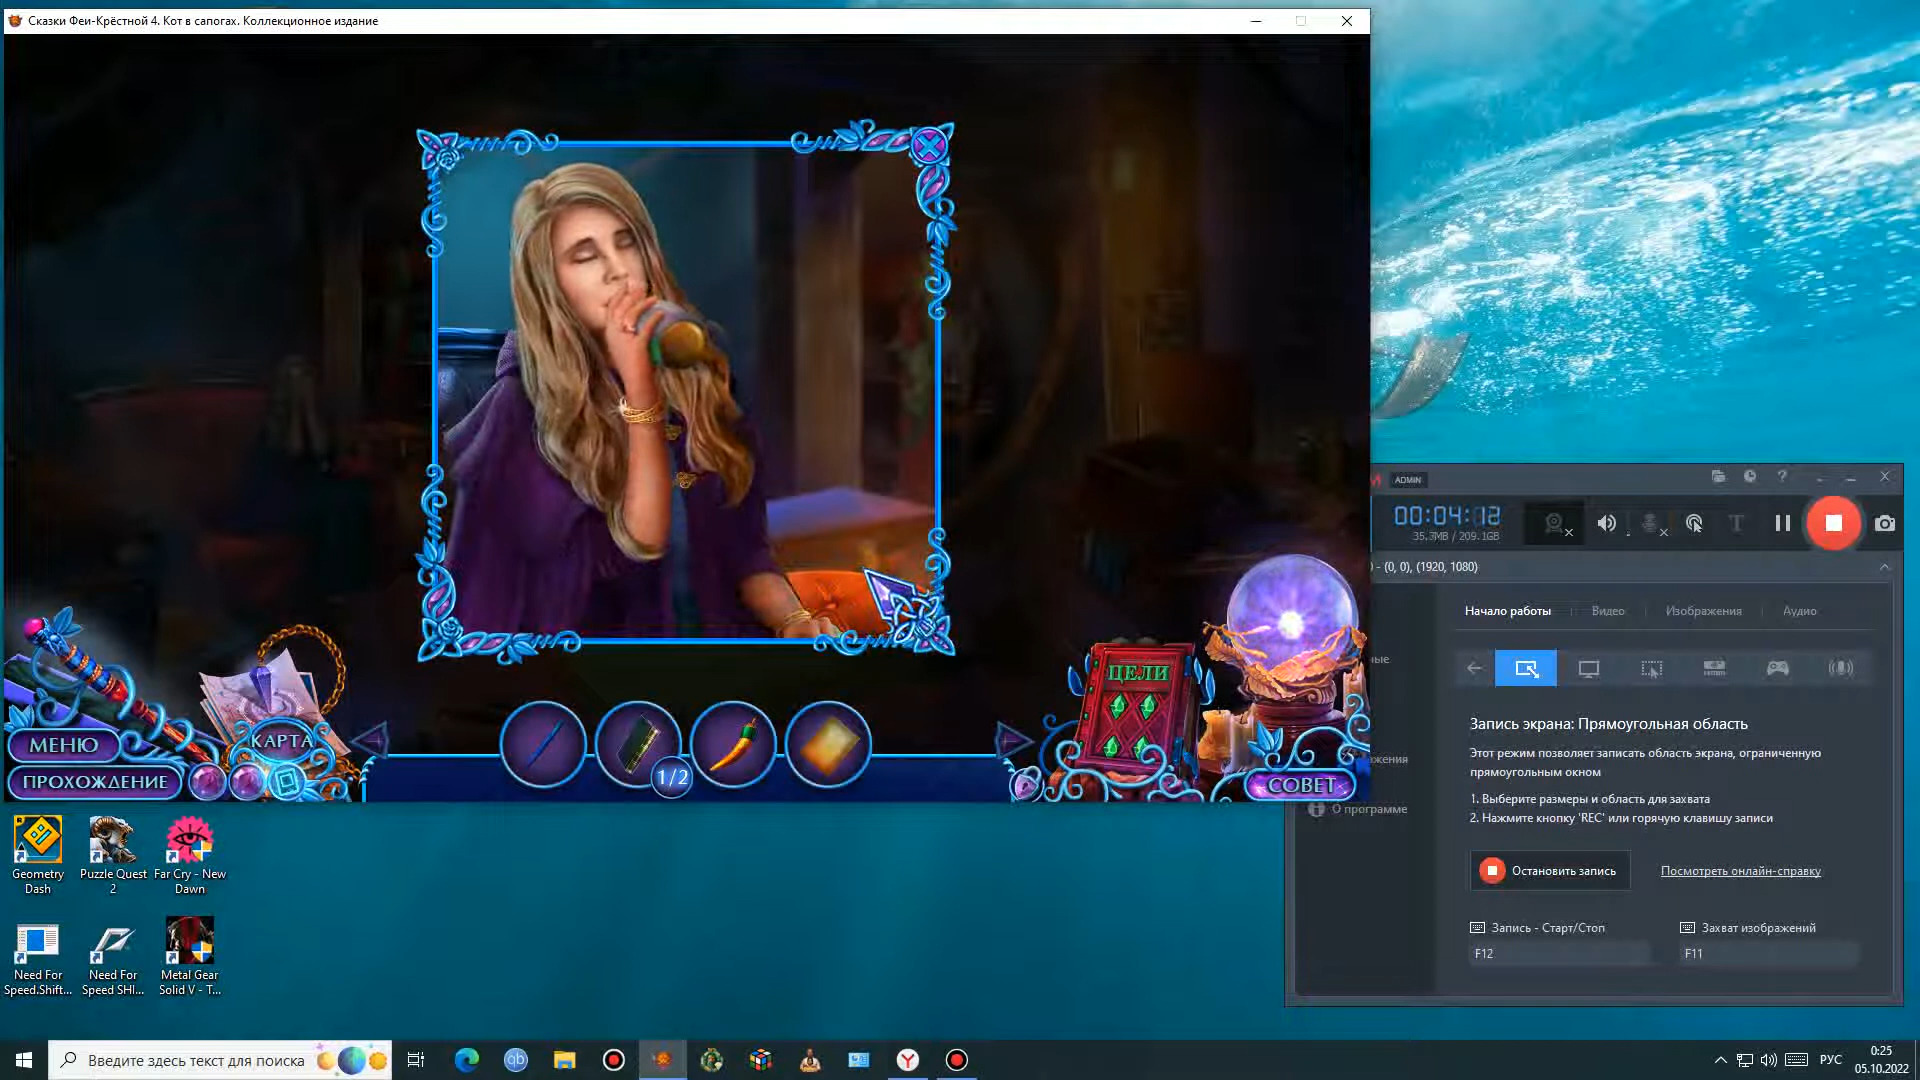 Сказки Феи-Крёстной 4. Кот в сапогах. Коллекционное издание
МЕНЮ
ПРОХОЖДЕНИЕ
КАРТА
1/2
ЦЕЛИ
СОВЕТ
ADMIN
00:04:12
35.3MB / 209.1GB
- (0, 0), (1920, 1080)
Начало работы
Видео
Изображения
Аудио
Запись экрана: Прямоугольная область
Этот режим позволяет записать область экрана, ограниченную
прямоугольным окном
1. Выберите размеры и область для захвата
2. Нажмите кнопку 'REC' или горячую клавишу записи
О программе
Остановить запись
Посмотреть онлайн-справку
Запись - Старт/Стоп
Захват изображений
F12
F11
Geometry
Dash
Puzzle Quest
2
Far Cry - New
Dawn
Need For
Speed.Shift...
Need For
Speed SHI...
Metal Gear
Solid V - T...
Введите здесь текст для поиска
РУС
0:25
05.10.2022